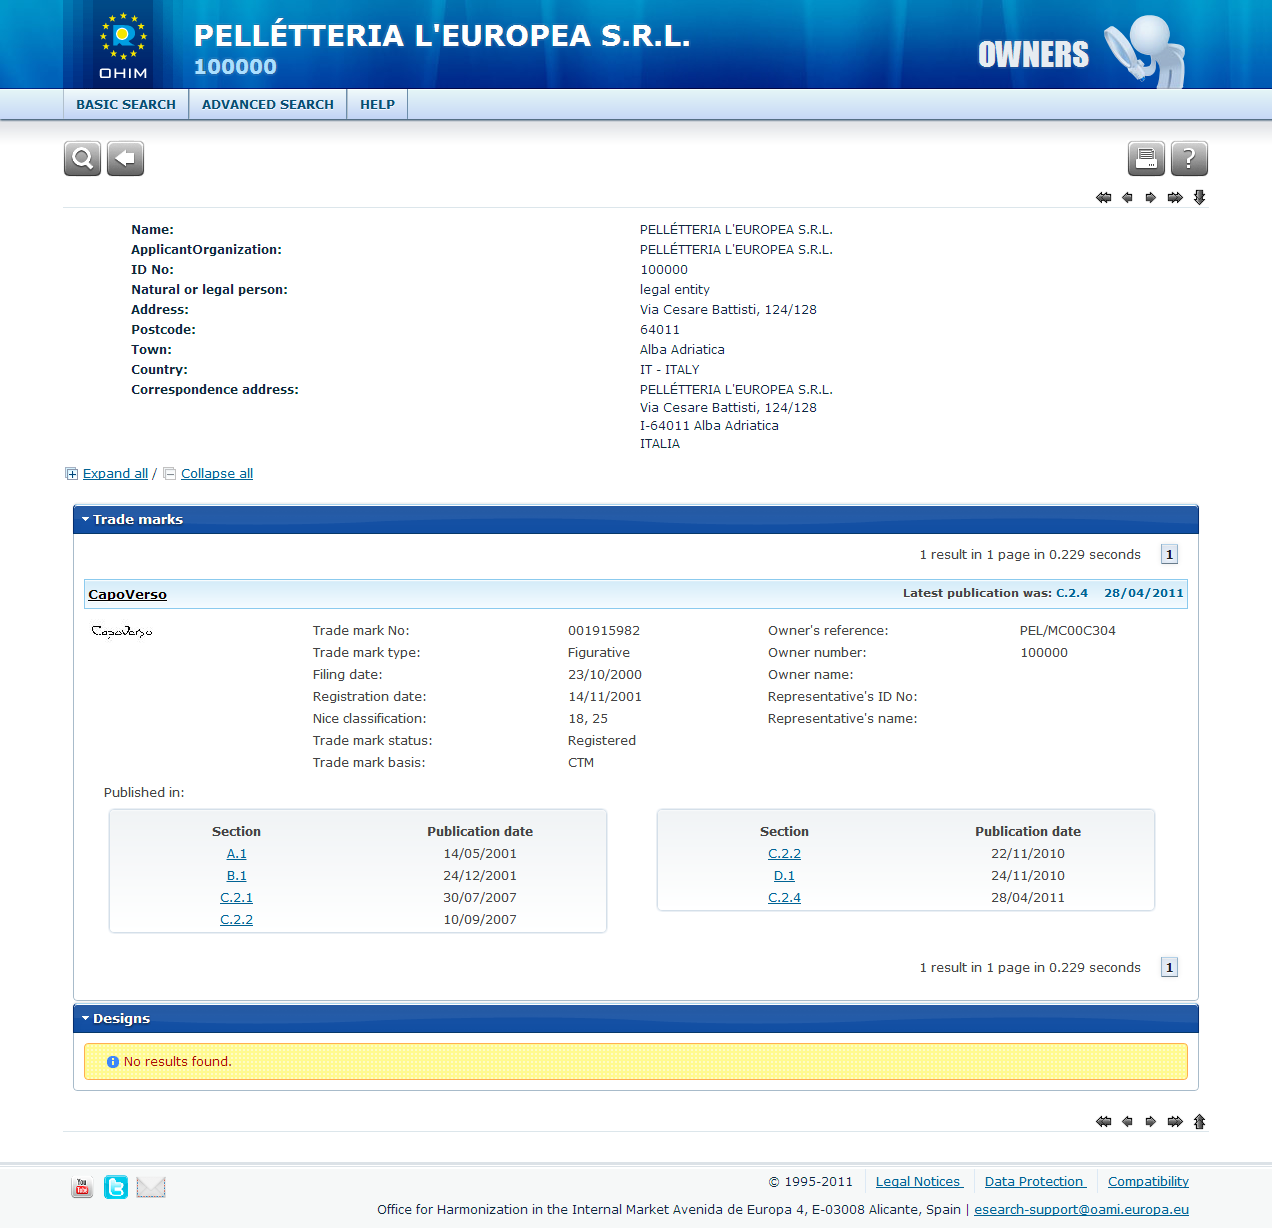 OHIM
PELLÉTTERIA L'EUROPEA S.R.L.
100000
OWNERS
BASIC SEARCH ADVANCED SEARCH HELP
?
Name: PELLÉTTERIA L'EUROPEA S.R.L.
ApplicantOrganization: PELLÉTTERIA L'EUROPEA S.R.L.
ID No: 100000
Natural or legal person: legal entity
Address: Via Cesare Battisti, 124/128
Postcode: 64011
Town: Alba Adriatica
Country: IT - ITALY
Correspondence address: PELLÉTTERIA L'EUROPEA S.R.L.
Via Cesare Battisti, 124/128
I-64011 Alba Adriatica
ITALIA
Expand all / Collapse all
Trade marks
1 result in 1 page in 0.229 seconds 1
CapoVerso Latest publication was: C.2.4 28/04/2011
CapoVerso Trade mark No: 001915982 Owner's reference: PEL/MC00C304
Trade mark type: Figurative Owner number: 100000
Filing date: 23/10/2000 Owner name:
Registration date: 14/11/2001 Representative's ID No:
Nice classification: 18, 25 Representative's name:
Trade mark status: Registered
Trade mark basis: CTM
Published in:
Section Publication date Section Publication date
A.1 14/05/2001 C.2.2 22/11/2010
B.1 24/12/2001 D.1 24/11/2010
C.2.1 30/07/2007 C.2.4 28/04/2011
C.2.2 10/09/2007
1 result in 1 page in 0.229 seconds 1
Designs
No results found.
You Tube © 1995-2011 Legal Notices Data Protection Compatibility
Office for Harmonization in the Internal Market Avenida de Europa 4, E-03008 Alicante, Spain | esearch-support@oami.europa.eu